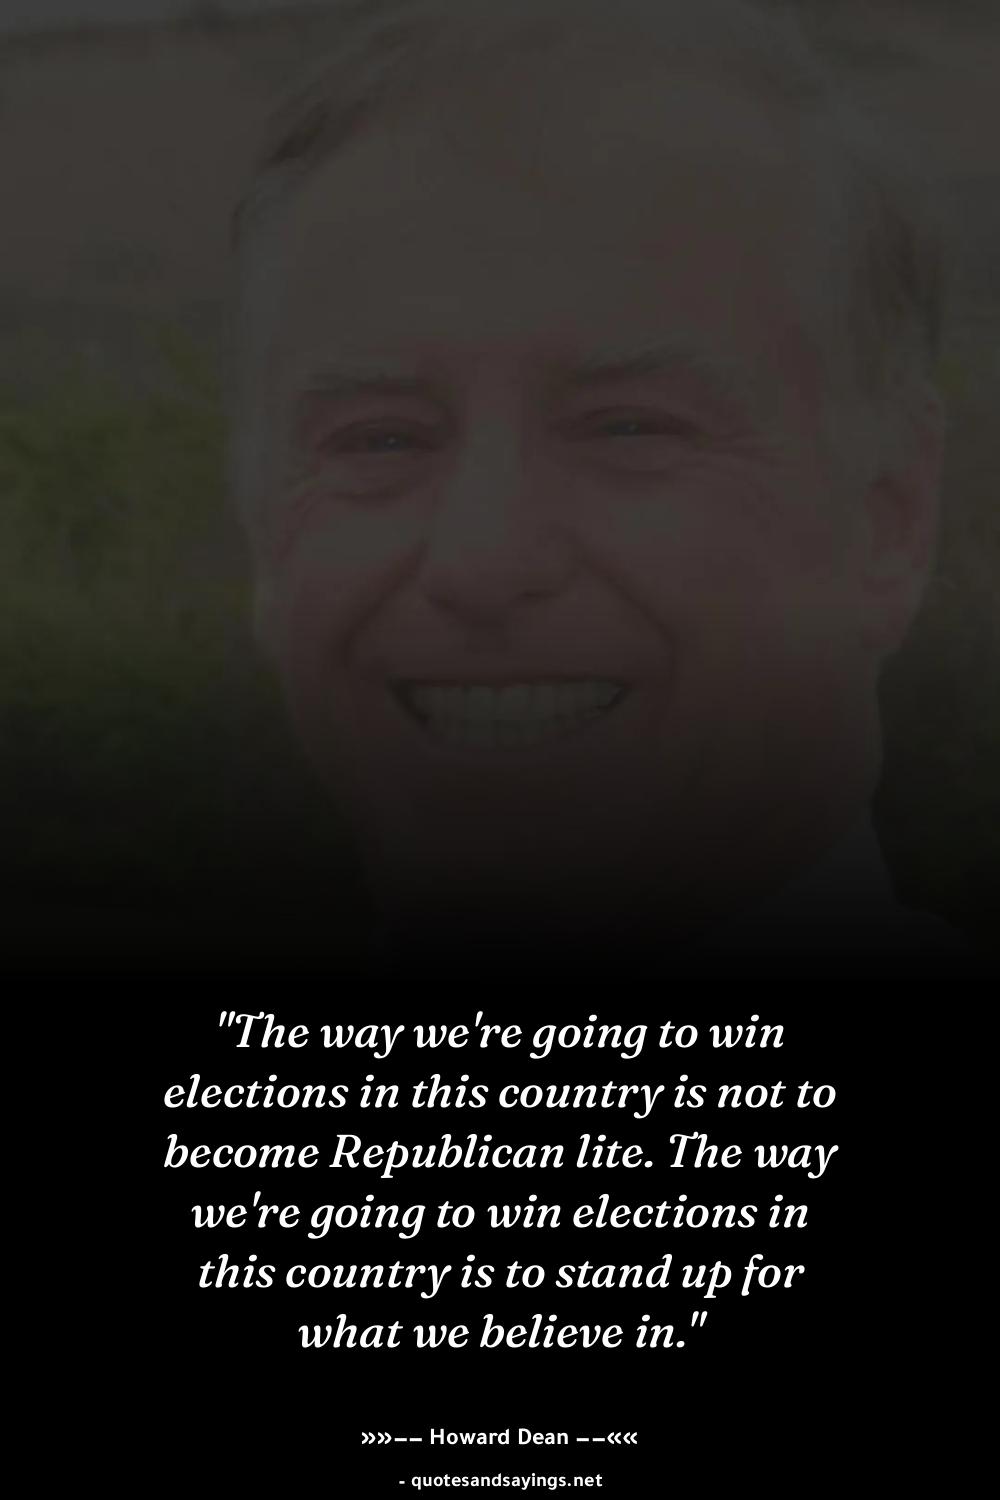 "The way we're going to win
elections in this country is not to
become Republican lite. The way
we're going to win elections in
this country is to stand up for
what we believe in."
»»−− Howard Dean −−««
- quotesandsayings.net